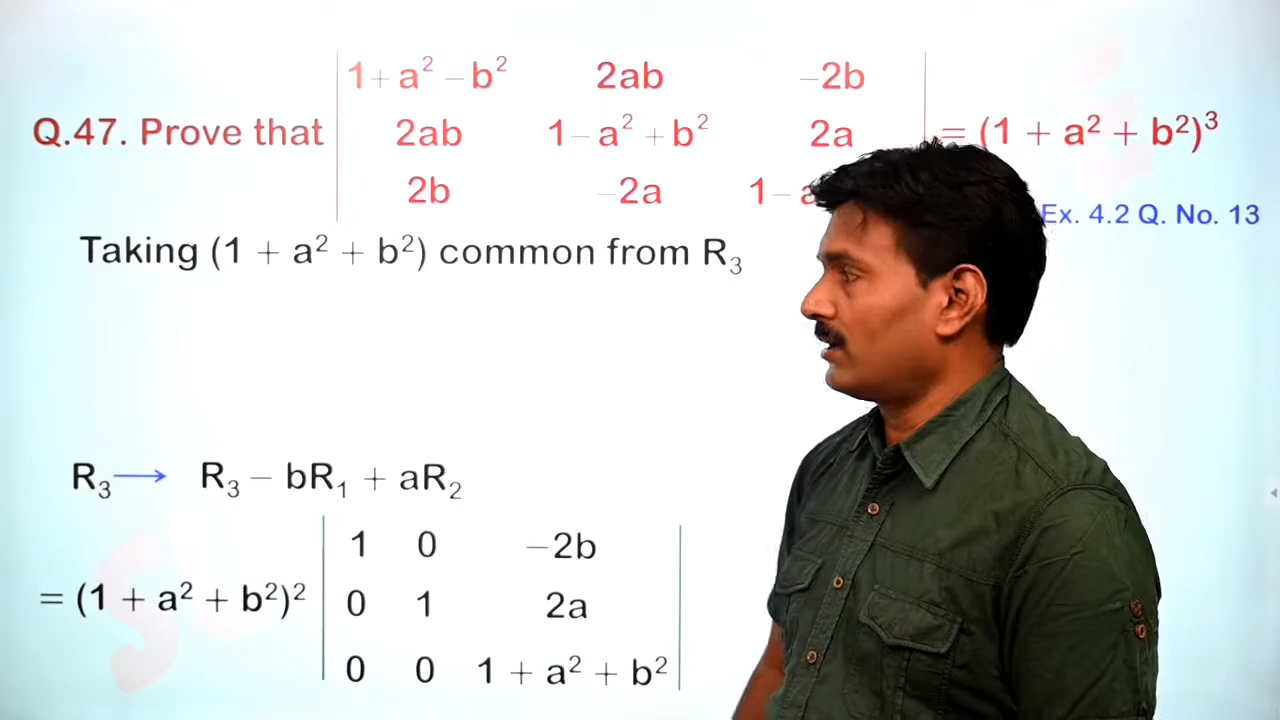 1 + a² – b² 2ab –2b
Q.47. Prove that 2ab 1 – a² + b² 2a = (1 + a² + b²)³
2b –2a 1 – a
Ex. 4.2 Q. No. 13
Taking (1 + a² + b²) common from R₃
R₃ → R₃ – bR₁ + aR₂
1 0 –2b
= (1 + a² + b²)² 0 1 2a
0 0 1 + a² + b²